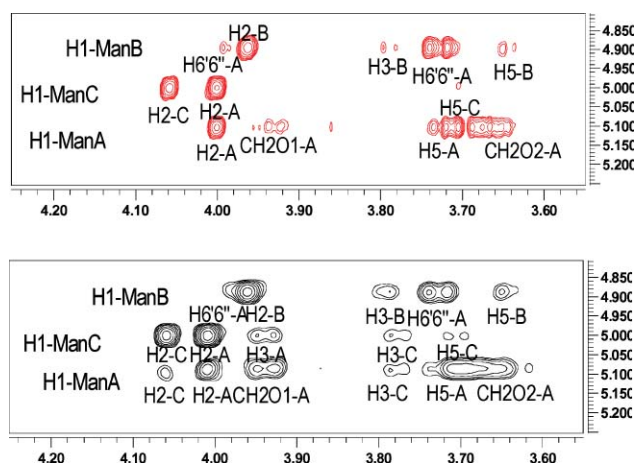 H1-ManB H2-B 4.850
4.900
H6'6"-A H3-B H6'6"-A H5-B 4.950
H1-ManC 5.000
H2-C H2-A H5-C 5.050
H1-ManA 5.100
H2-A CH2O1-A H5-A CH2O2-A 5.150
5.200
4.20 4.10 4.00 3.90 3.80 3.70 3.60
4.850
H1-ManB 4.900
H6'6"-A H2-B H3-B H6'6"-A H5-B 4.950
H1-ManC 5.000
H2-C H2-A H3-A H3-C H5-C 5.050
H1-ManA 5.100
H2-C H2-A CH2O1-A H3-C H5-A CH2O2-A 5.150
5.200
4.20 4.10 4.00 3.90 3.80 3.70 3.60